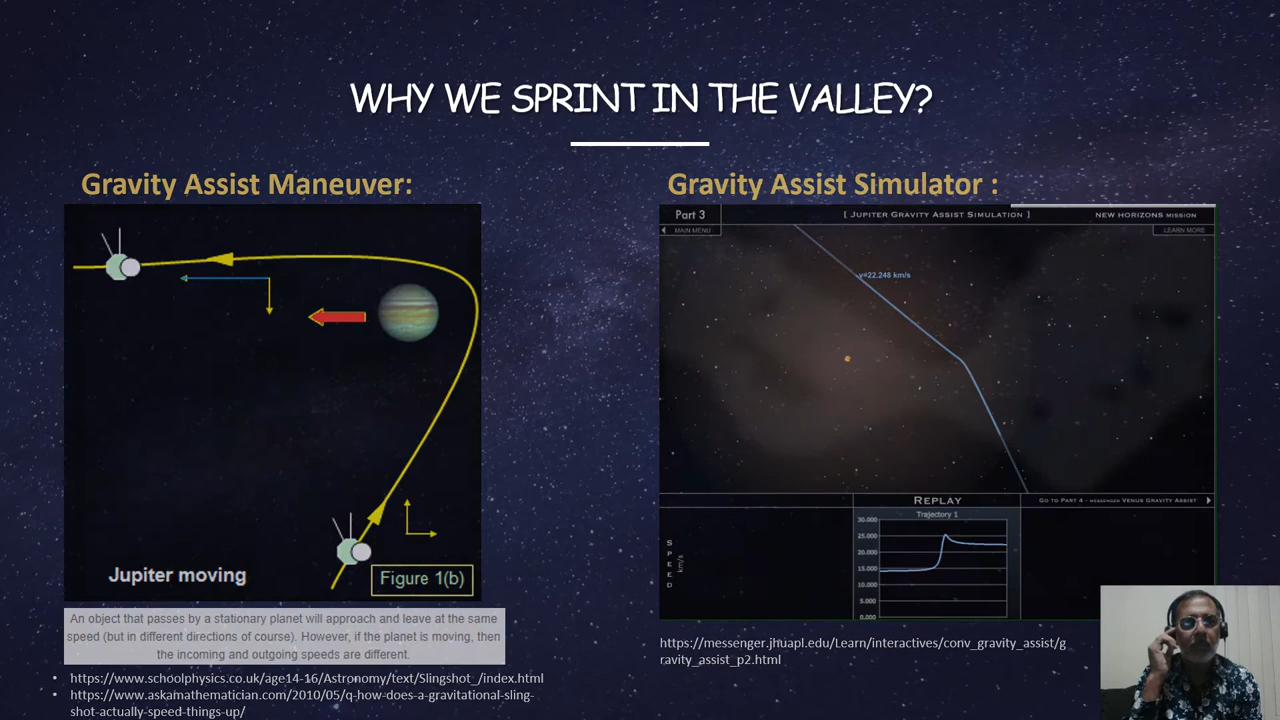 WHY WE SPRINT IN THE VALLEY?
Gravity Assist Maneuver:
Jupiter moving
Figure 1(b)
An object that passes by a stationary planet will approach and leave at the same
speed (but in different directions of course). However, if the planet is moving, then
the incoming and outgoing speeds are different.
• https://www.schoolphysics.co.uk/age14-16/Astronomy/text/Slingshot_/index.html
• https://www.askamathematician.com/2010/05/q-how-does-a-gravitational-sling-
shot-actually-speed-things-up/
Gravity Assist Simulator :
Part 3
[ JUPITER GRAVITY ASSIST SIMULATION ]
NEW HORIZONS MISSION
MAIN MENU
LEARN MORE
v=22.248 km/s
REPLAY
GO TO PART 4 - MESSENGER VENUS GRAVITY ASSIST
Trajectory 1
SPEED
km/s
30.000
25.000
20.000
15.000
10.000
5.000
0.000
https://messenger.jhuapl.edu/Learn/interactives/conv_gravity_assist/g
ravity_assist_p2.html